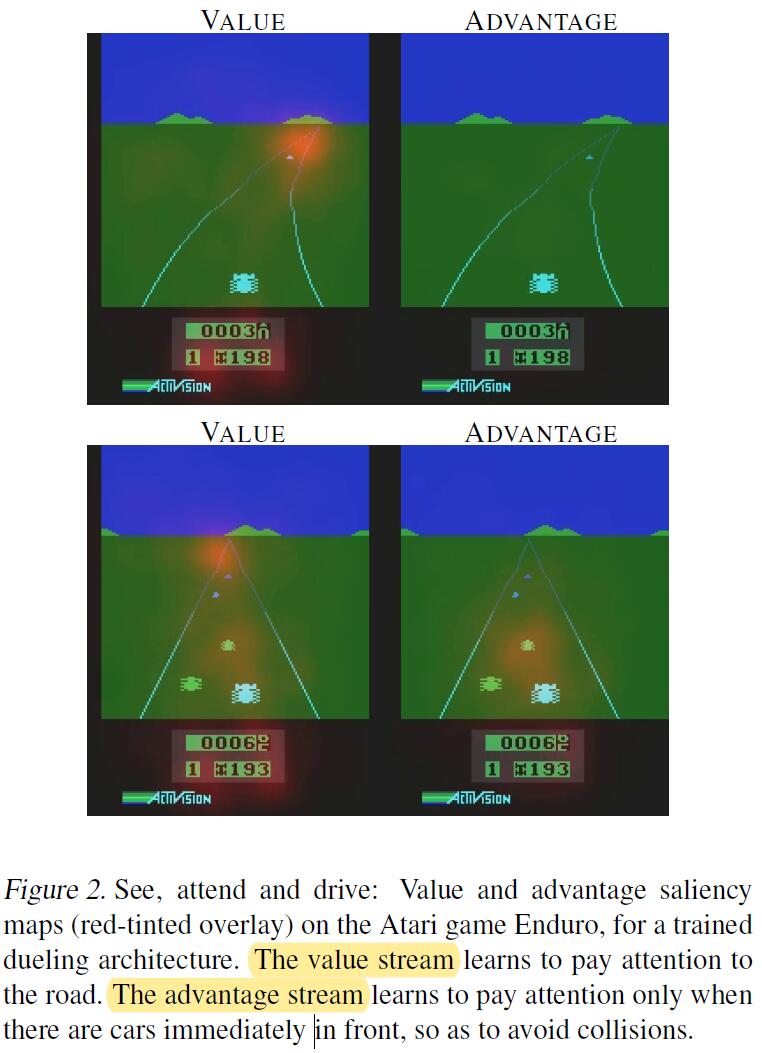 VALUE ADVANTAGE
0003
1 198
ACTIVISION
0003
1 198
ACTIVISION
VALUE ADVANTAGE
0006
1 193
ACTIVISION
0006
1 193
ACTIVISION
Figure 2. See, attend and drive: Value and advantage saliency
maps (red-tinted overlay) on the Atari game Enduro, for a trained
dueling architecture. The value stream learns to pay attention to
the road. The advantage stream learns to pay attention only when
there are cars immediately in front, so as to avoid collisions.